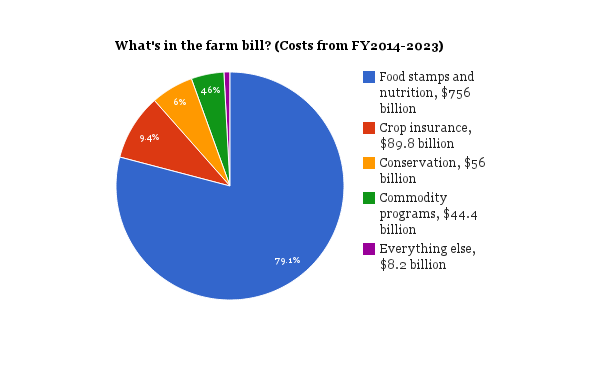 What's in the farm bill? (Costs from FY2014-2023)
Food stamps and
nutrition, $756
billion
Crop insurance,
$89.8 billion
Conservation, $56
billion
Commodity
programs, $44.4
billion
Everything else,
$8.2 billion
4.6%
6%
9.4%
79.1%